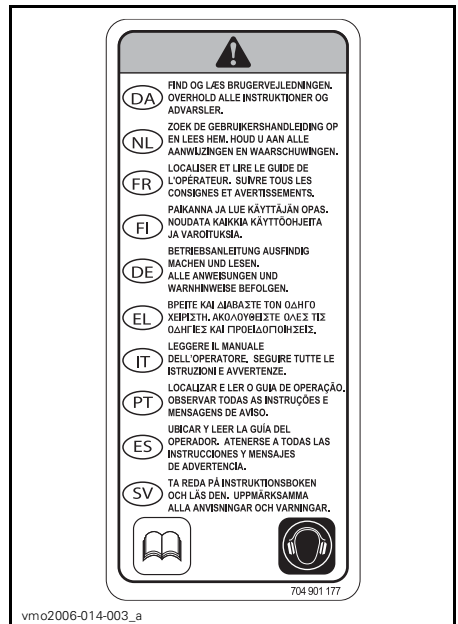 DA
FIND OG LÆS BRUGERVEJLEDNINGEN.
OVERHOLD ALLE INSTRUKTIONER OG
ADVARSLER.
NL
ZOEK DE GEBRUIKERSHANDLEIDING OP
EN LEES HEM. HOUD U AAN ALLE
AANWIJZINGEN EN WAARSCHUWINGEN.
FR
LOCALISER ET LIRE LE GUIDE DE
L'OPÉRATEUR. SUIVRE TOUS LES
CONSIGNES ET AVERTISSEMENTS.
FI
PAIKANNA JA LUE KÄYTTÄJÄN OPAS.
NOUDATA KAIKKIA KÄYTTÖOHJEITA
JA VAROITUKSIA.
DE
BETRIEBSANLEITUNG AUSFINDIG
MACHEN UND LESEN.
ALLE ANWEISUNGEN UND
WARNHINWEISE BEFOLGEN.
EL
ΒΡΕΙΤΕ ΚΑΙ ΔΙΑΒΑΣΤΕ ΤΟΝ ΟΔΗΓΟ
ΧΕΙΡΙΣΤΗ. ΑΚΟΛΟΥΘΕΙΣΤΕ ΟΛΕΣ ΤΙΣ
ΟΔΗΓΙΕΣ ΚΑΙ ΠΡΟΕΙΔΟΠΟΙΗΣΕΙΣ.
IT
LEGGERE IL MANUALE
DELL'OPERATORE. SEGUIRE TUTTE LE
ISTRUZIONI E AVVERTENZE.
PT
LOCALIZAR E LER O GUIA DE OPERAÇÃO.
OBSERVAR TODAS AS INSTRUÇÕES E
MENSAGENS DE AVISO.
ES
UBICAR Y LEER LA GUÍA DEL
OPERADOR. ATENERSE A TODAS LAS
INSTRUCCIONES Y MENSAJES
DE ADVERTENCIA.
SV
TA REDA PÅ INSTRUKTIONSBOKEN
OCH LÄS DEN. UPPMÄRKSAMMA
ALLA ANVISNINGAR OCH VARNINGAR.
704 901 177
vmo2006-014-003_a